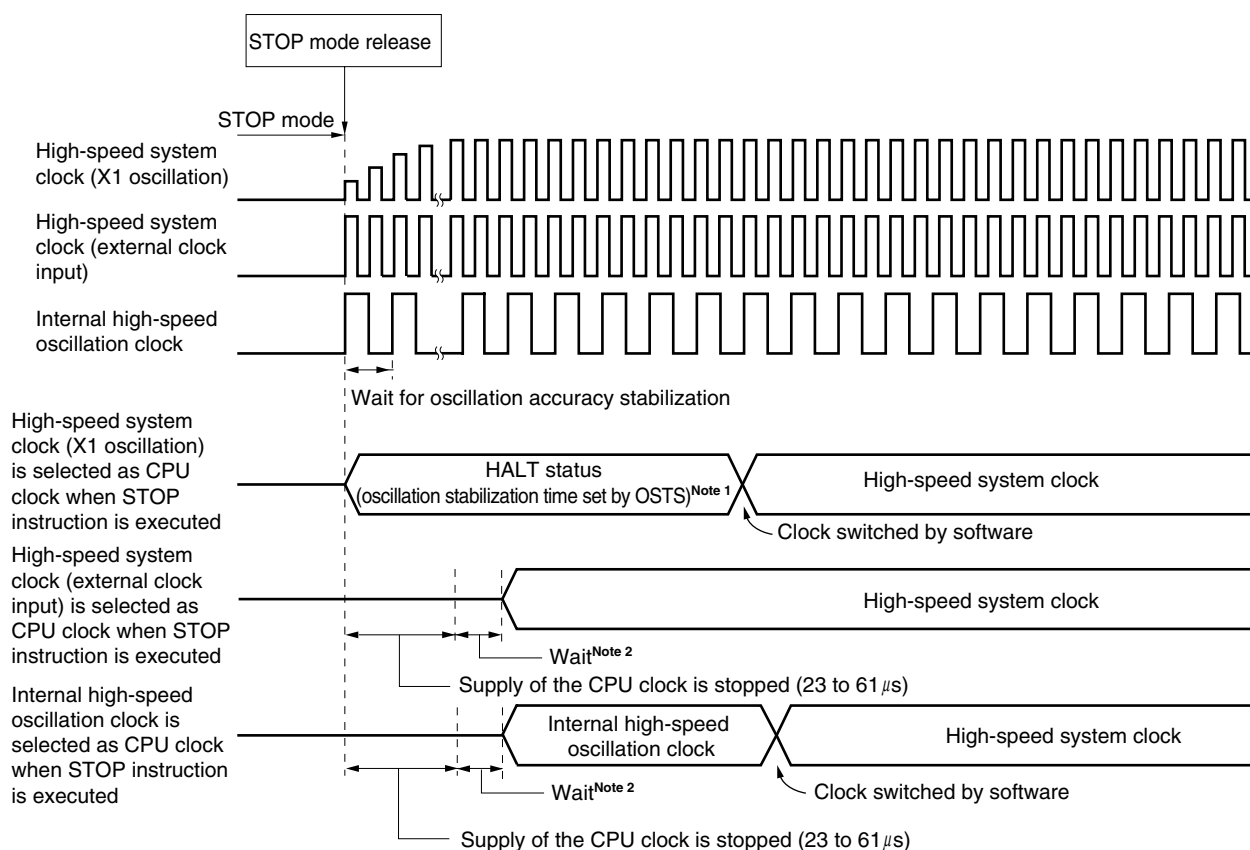 STOP mode release
STOP mode
High-speed system
clock (X1 oscillation)
High-speed system
clock (external clock
input)
Internal high-speed
oscillation clock
Wait for oscillation accuracy stabilization
High-speed system
clock (X1 oscillation)
is selected as CPU
clock when STOP
instruction is executed
HALT status
(oscillation stabilization time set by OSTS)Note 1
High-speed system clock
Clock switched by software
High-speed system
clock (external clock
input) is selected as
CPU clock when STOP
instruction is executed
High-speed system clock
WaitNote 2
Supply of the CPU clock is stopped (23 to 61μs)
Internal high-speed
oscillation clock is
selected as CPU clock
when STOP instruction
is executed
Internal high-speed
oscillation clock
High-speed system clock
WaitNote 2
Clock switched by software
Supply of the CPU clock is stopped (23 to 61μs)